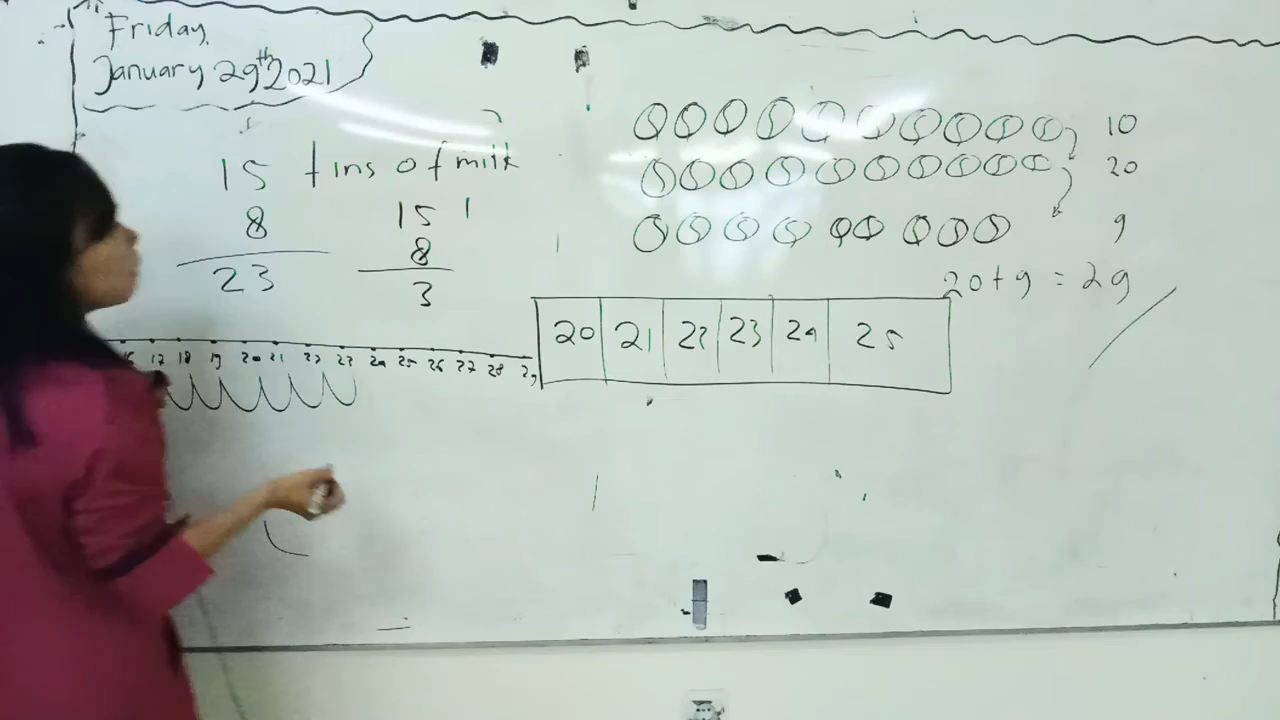 Friday,
January 29th 2021
15 tins of milk
8
23
15 1
8
3
17 18 19 20 21 22 23 24 25 26 27 28 29
10
20
9
20 + 9 = 29
20 21 22 23 24 25